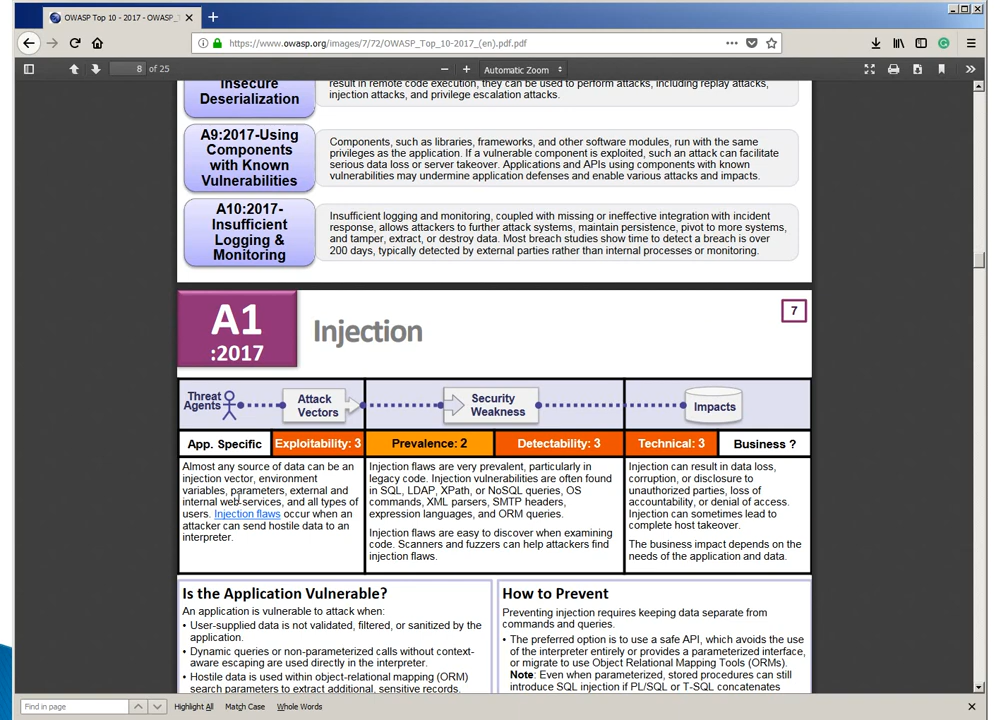 OWASP Top 10 - 2017 - OWASP_
https://www.owasp.org/images/7/72/OWASP_Top_10-2017_(en).pdf.pdf
8 of 25
Automatic Zoom
Insecure
Deserialization
result in remote code execution, they can be used to perform attacks, including replay attacks,
injection attacks, and privilege escalation attacks.
A9:2017-Using
Components
with Known
Vulnerabilities
Components, such as libraries, frameworks, and other software modules, run with the same
privileges as the application. If a vulnerable component is exploited, such an attack can facilitate
serious data loss or server takeover. Applications and APIs using components with known
vulnerabilities may undermine application defenses and enable various attacks and impacts.
A10:2017-
Insufficient
Logging &
Monitoring
Insufficient logging and monitoring, coupled with missing or ineffective integration with incident
response, allows attackers to further attack systems, maintain persistence, pivot to more systems,
and tamper, extract, or destroy data. Most breach studies show time to detect a breach is over
200 days, typically detected by external parties rather than internal processes or monitoring.
A1
:2017
Injection
7
Threat
Agents
Attack
Vectors
Security
Weakness
Impacts
App. Specific
Exploitability: 3
Prevalence: 2
Detectability: 3
Technical: 3
Business ?
Almost any source of data can be an
injection vector, environment
variables, parameters, external and
internal web services, and all types of
users. Injection flaws occur when an
attacker can send hostile data to an
interpreter.
Injection flaws are very prevalent, particularly in
legacy code. Injection vulnerabilities are often found
in SQL, LDAP, XPath, or NoSQL queries, OS
commands, XML parsers, SMTP headers,
expression languages, and ORM queries.
Injection flaws are easy to discover when examining
code. Scanners and fuzzers can help attackers find
injection flaws.
Injection can result in data loss,
corruption, or disclosure to
unauthorized parties, loss of
accountability, or denial of access.
Injection can sometimes lead to
complete host takeover.
The business impact depends on the
needs of the application and data.
Is the Application Vulnerable?
An application is vulnerable to attack when:
• User-supplied data is not validated, filtered, or sanitized by the
application.
• Dynamic queries or non-parameterized calls without context-
aware escaping are used directly in the interpreter.
• Hostile data is used within object-relational mapping (ORM)
search parameters to extract additional, sensitive records.
How to Prevent
Preventing injection requires keeping data separate from
commands and queries.
• The preferred option is to use a safe API, which avoids the use
of the interpreter entirely or provides a parameterized interface,
or migrate to use Object Relational Mapping Tools (ORMs).
Note: Even when parameterized, stored procedures can still
introduce SQL injection if PL/SQL or T-SQL concatenates
Find in page
Highlight All
Match Case
Whole Words